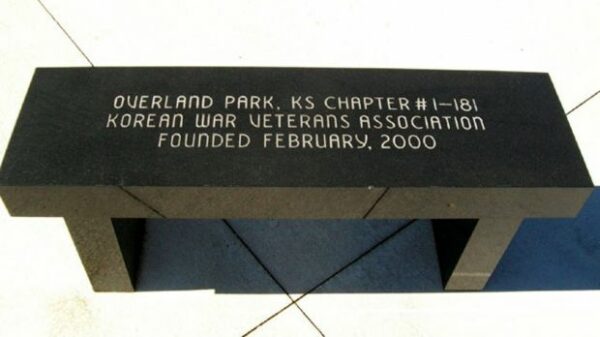 OVERLAND PARK, KS CHAPTER #1-181
KOREAN WAR VETERANS ASSOCIATION
FOUNDED FEBRUARY, 2000